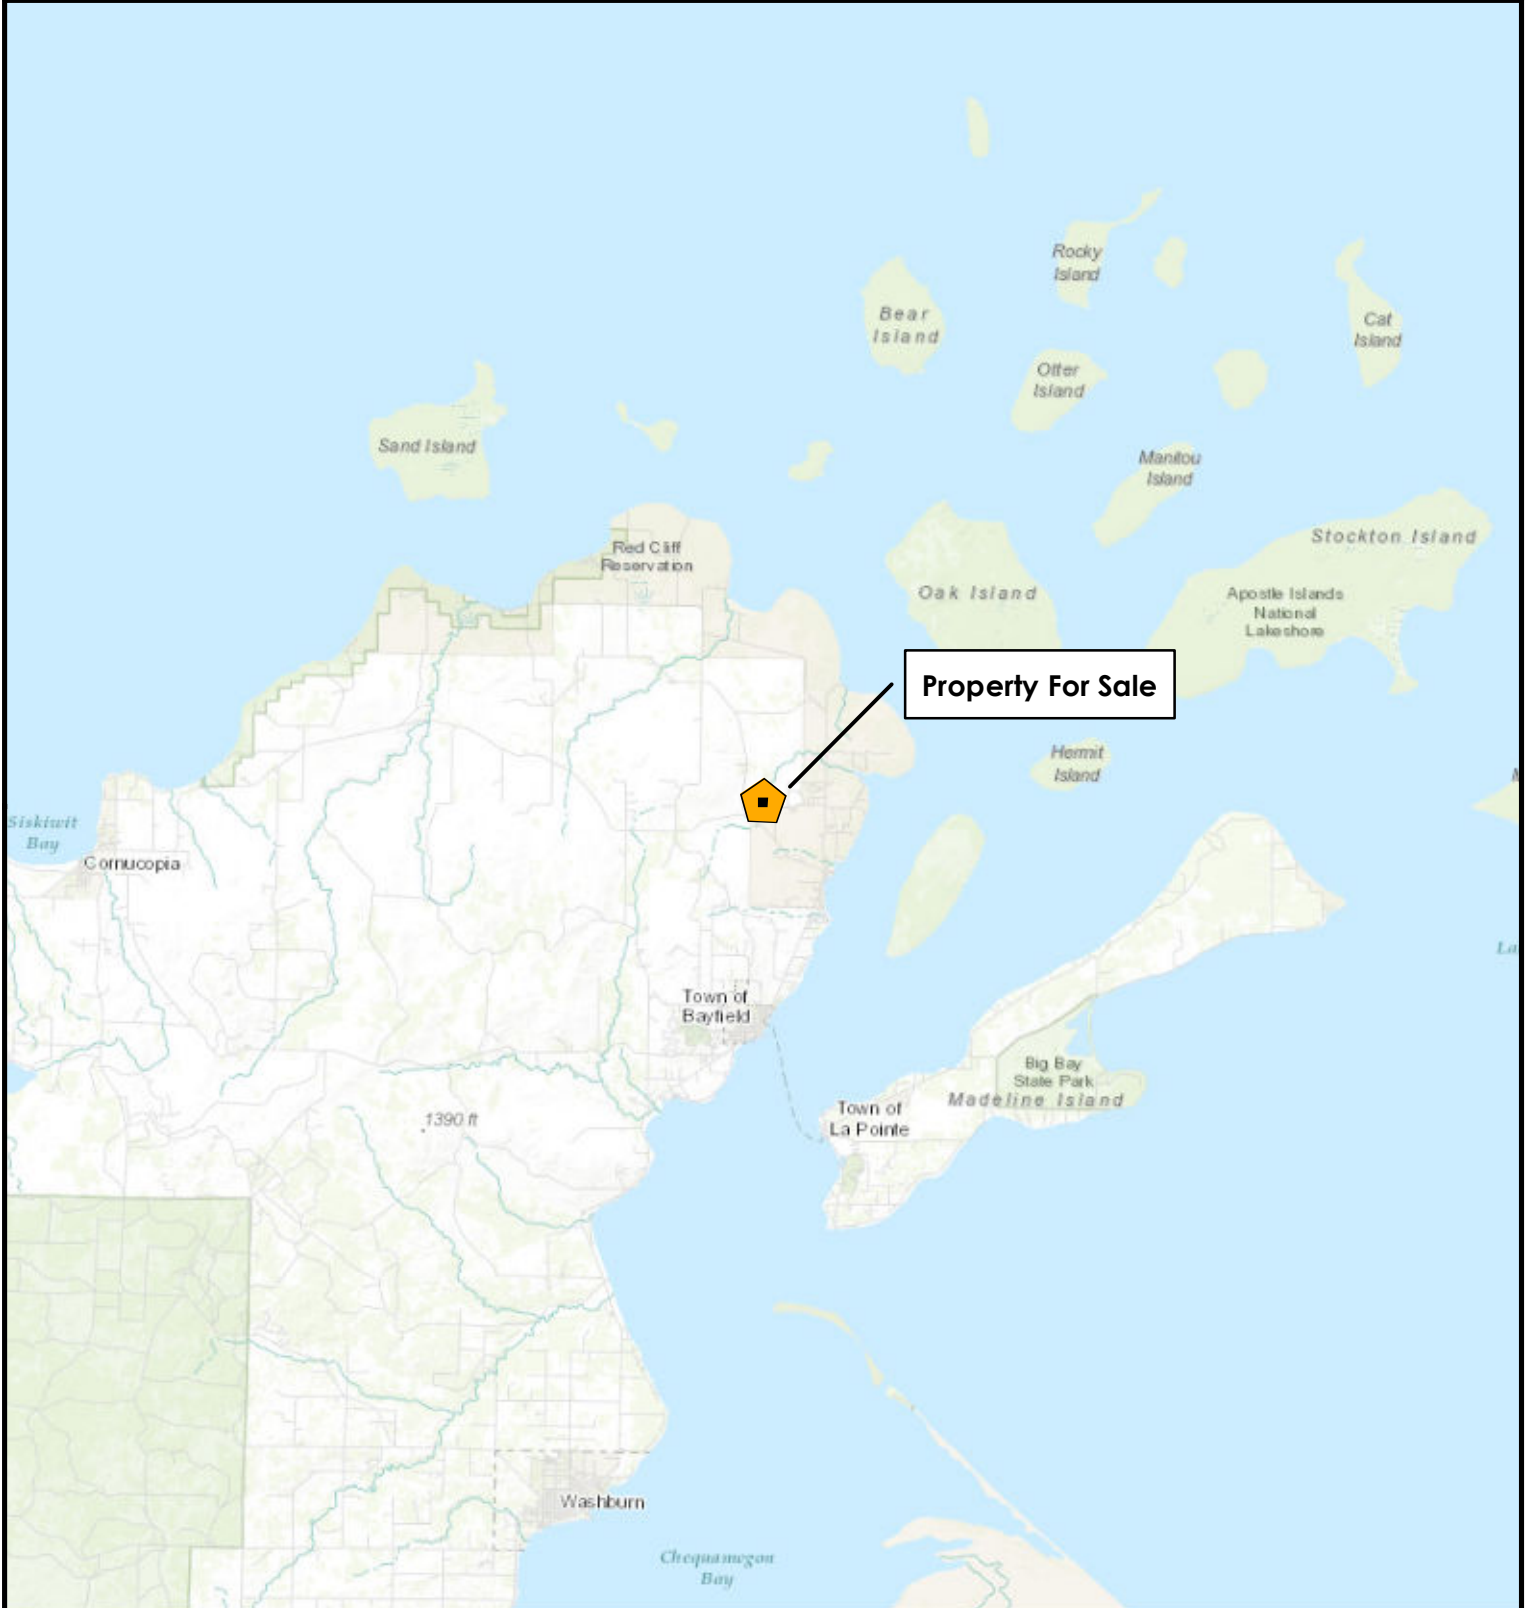 Rocky
Island
Bear
Island
Cat
Island
Otter
Island
Sand Island
Manitou
Island
Stockton Island
Red Cliff
Reservation
Oak Island
Apostle Islands
National
Lakeshore
Property For Sale
Hermit
Island
Siskiwit
Bay
Cornucopia
La
Town of
Bayfield
Big Bay
State Park
Madeline Island
Town of
La Pointe
1390 ft
Washburn
Chequamegon
Bay